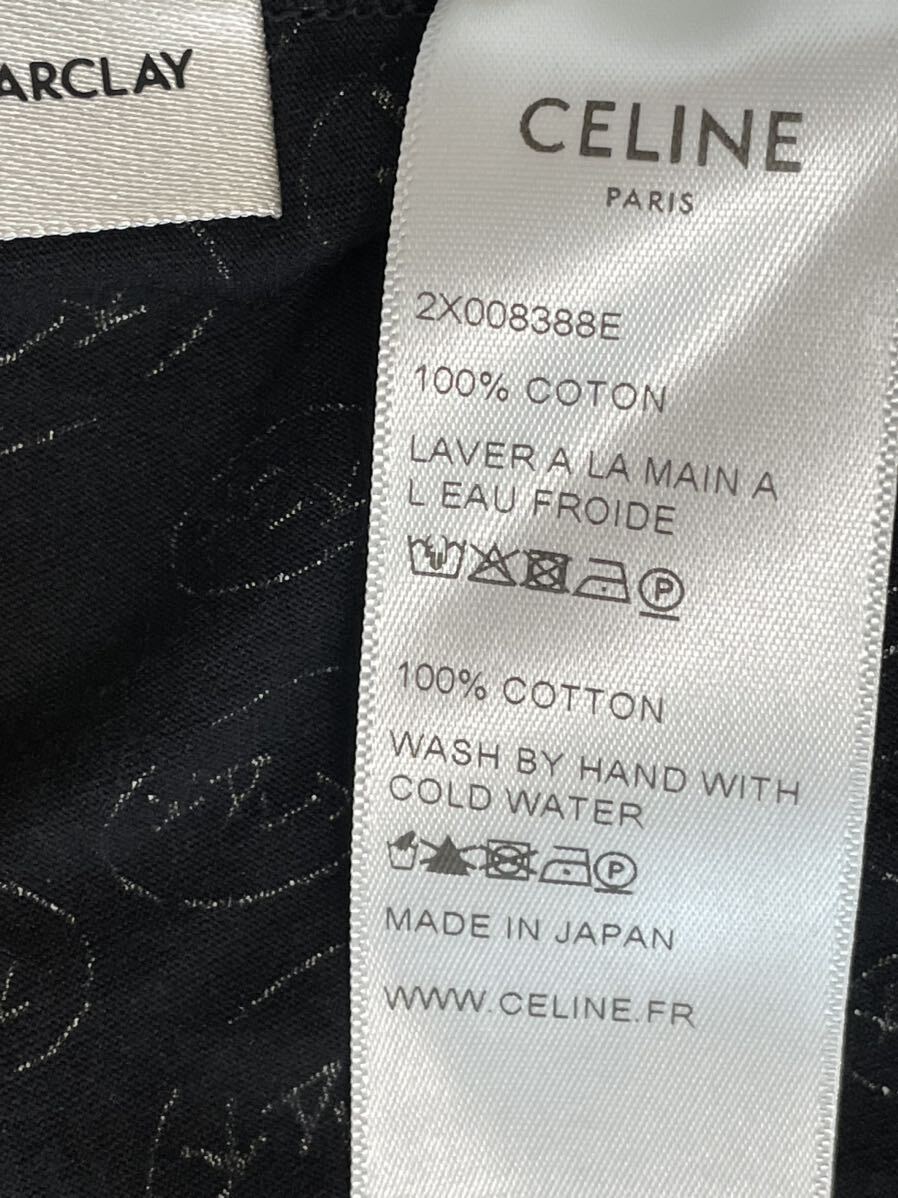 ARCLAY
CELINE
PARIS
2X008388E
100% COTON
LAVER A LA MAIN A
L EAU FROIDE
P
100% COTTON
WASH BY HAND WITH
COLD WATER
P
MADE IN JAPAN
WWW.CELINE.FR